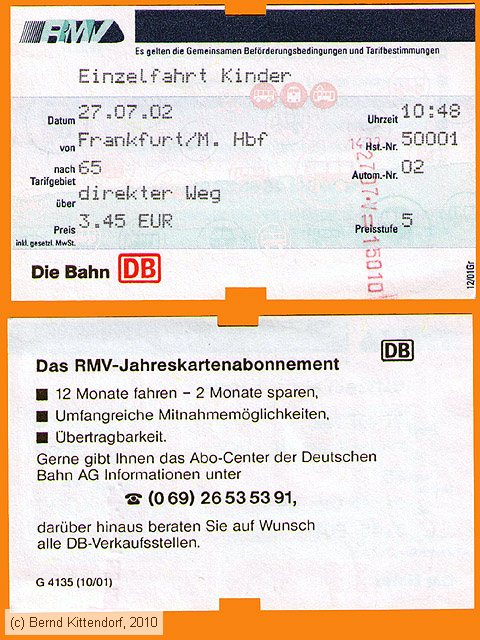 RMV
Es gelten die Gemeinsamen Beförderungsbedingungen und Tarifbestimmungen
Einzelfahrt Kinder
Datum 27.07.02 Uhrzeit 10:48
von Frankfurt/M. Hbf Hst.-Nr. 50001
nach Tarifgebiet 65 Autom.-Nr. 02
über direkter Weg
Preis 3.45 EUR Preisstufe 5
inkl. gesetzl. MwSt.
Die Bahn DB
12/01Gr
DB
Das RMV-Jahreskartenabonnement
12 Monate fahren – 2 Monate sparen,
Umfangreiche Mitnahmemöglichkeiten,
Übertragbarkeit.
Gerne gibt Ihnen das Abo-Center der Deutschen
Bahn AG Informationen unter
☎ (0 69) 26 53 53 91,
darüber hinaus beraten Sie auf Wunsch
alle DB-Verkaufsstellen.
G 4135 (10/01)
(c) Bernd Kittendorf, 2010